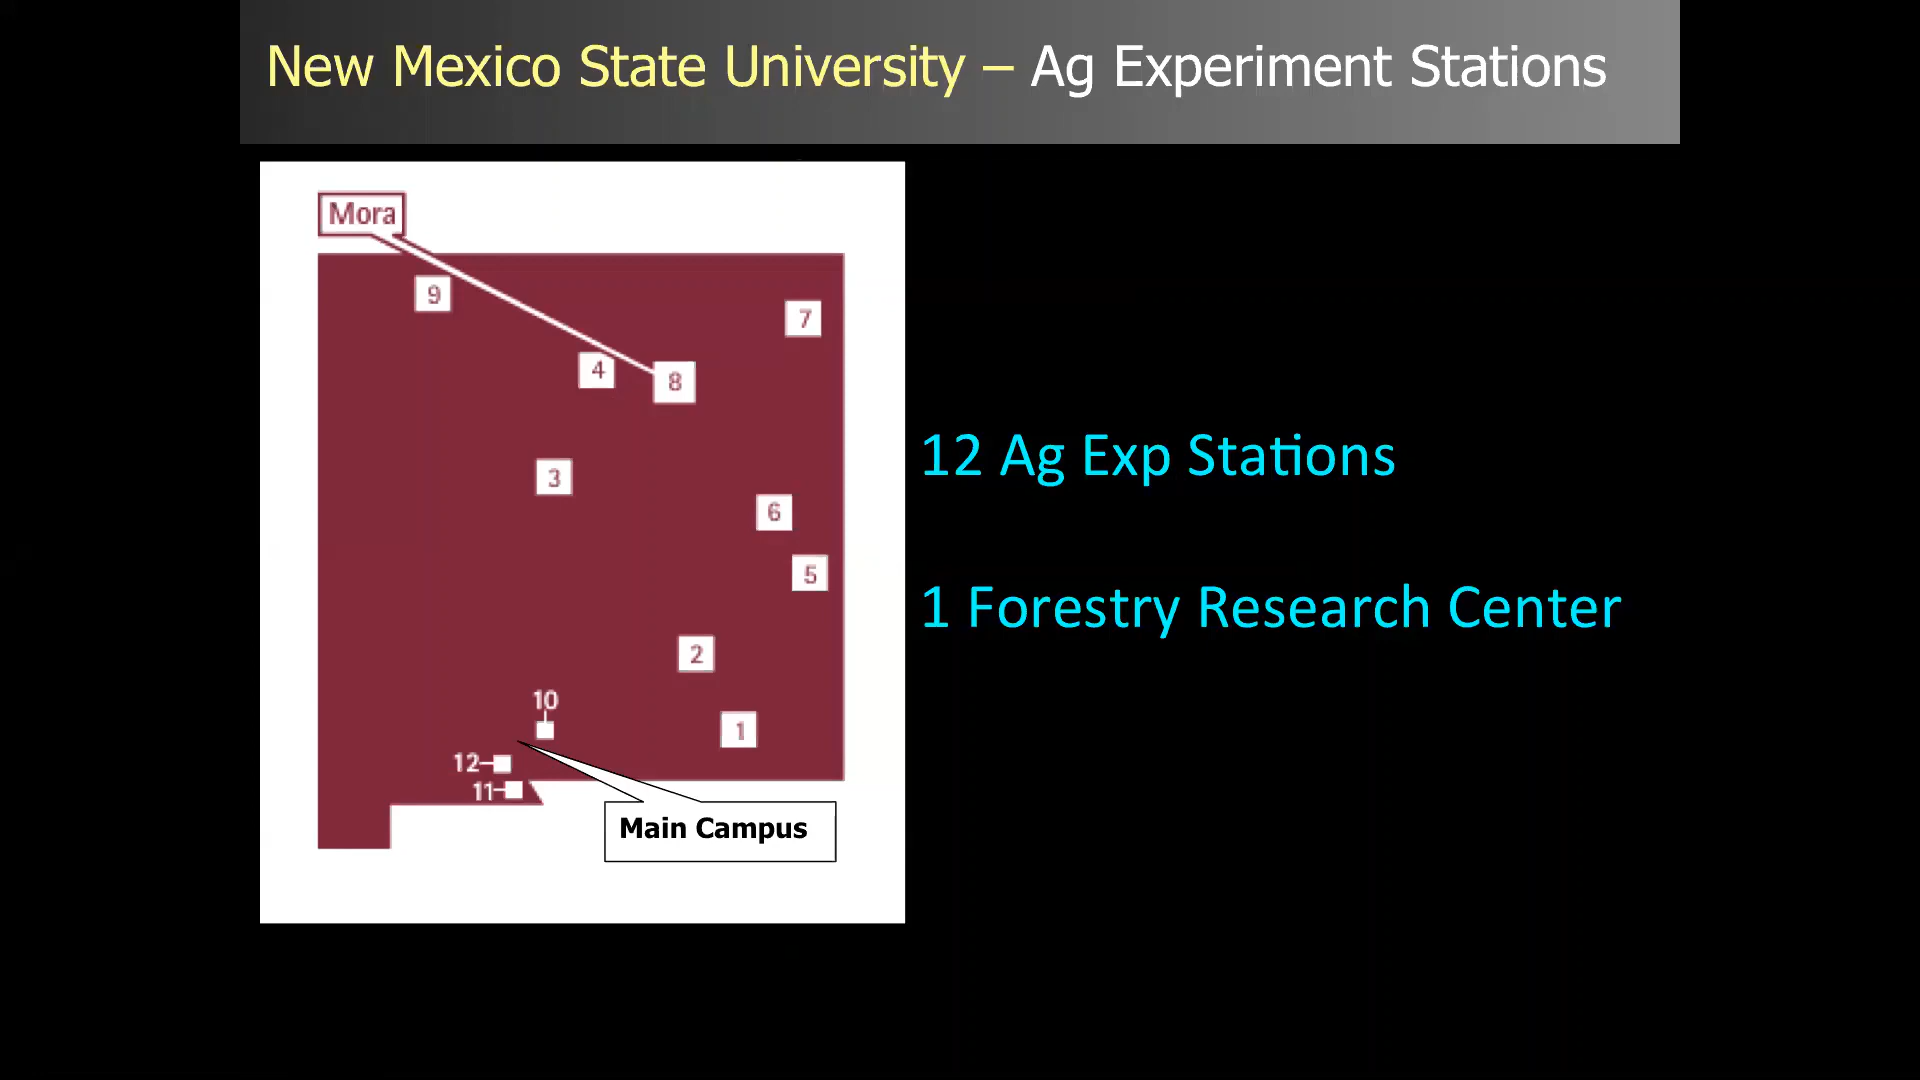 New Mexico State University – Ag Experiment Stations
Mora
9
7
4
8
3
6
5
2
10
1
12
11
Main Campus
12 Ag Exp Stations
1 Forestry Research Center